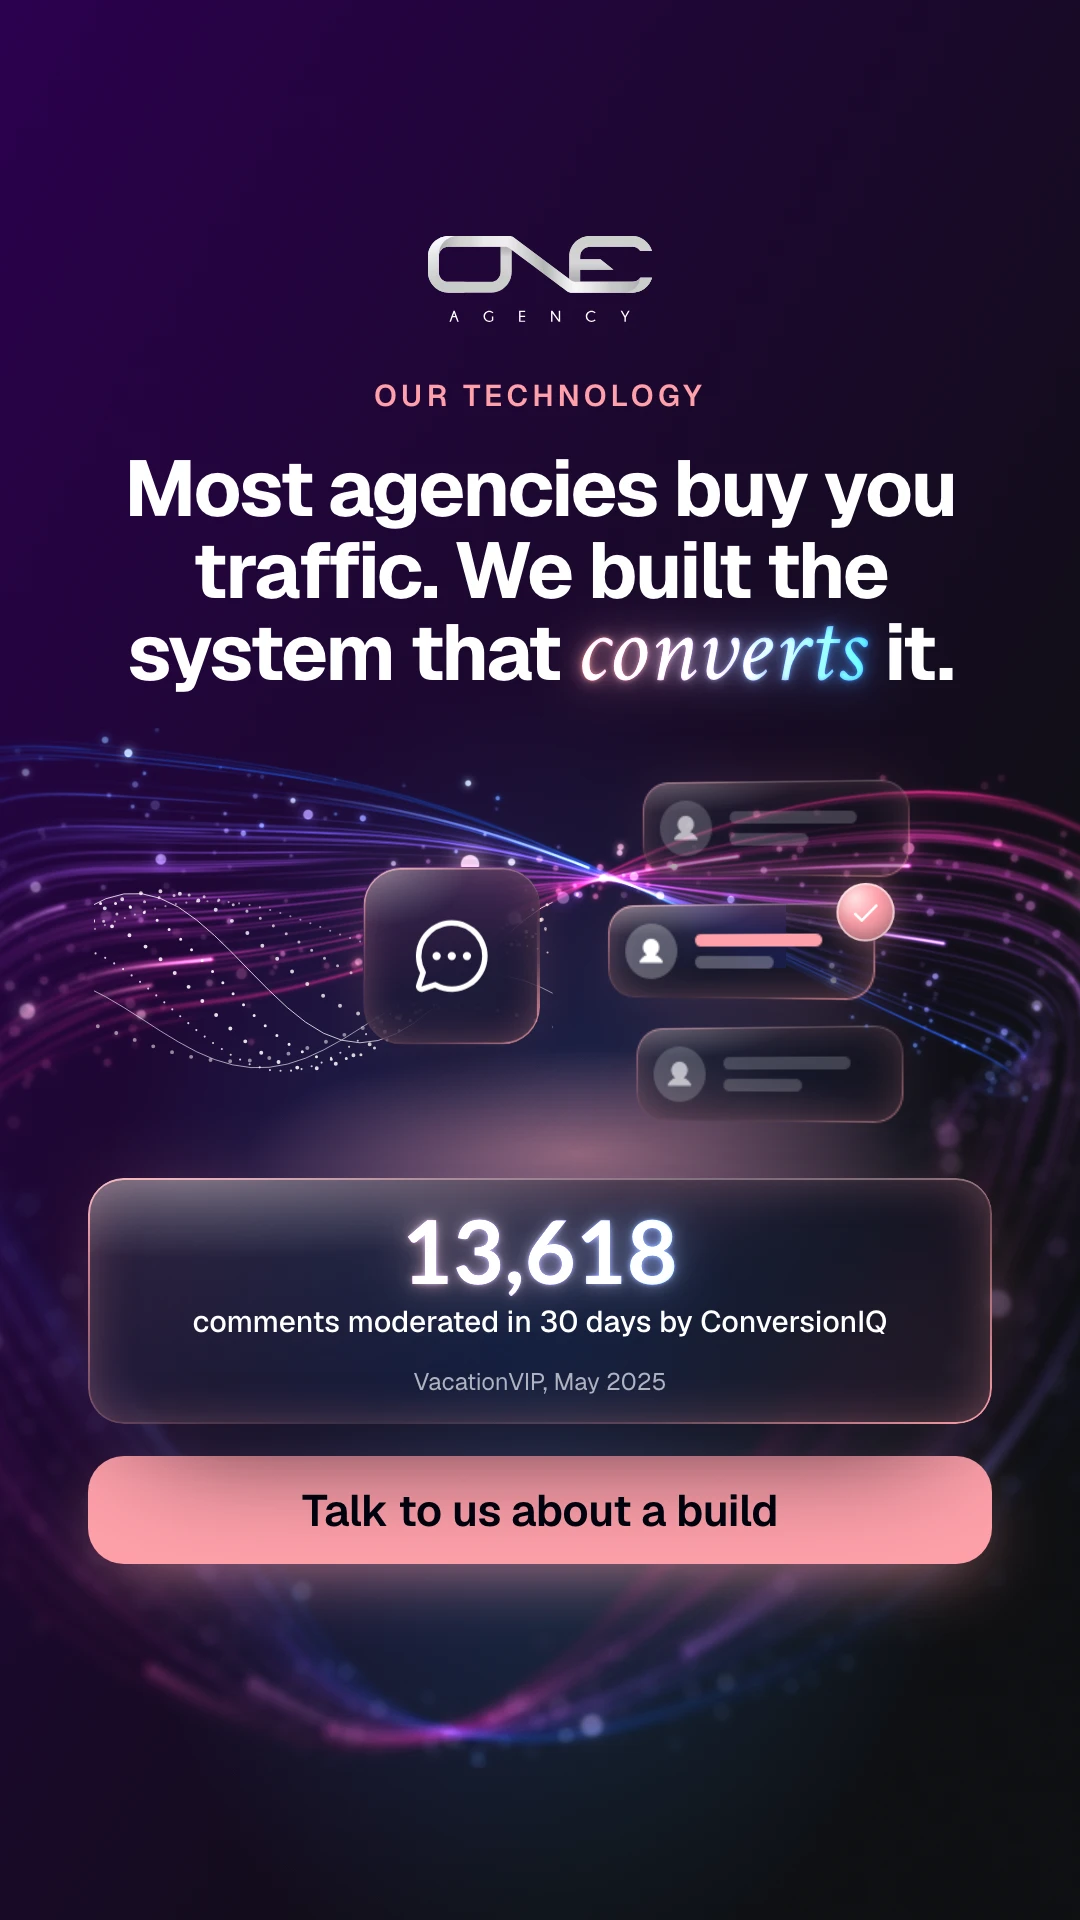 ONE
AGENCY
OUR TECHNOLOGY
Most agencies buy you
traffic. We built the
system that converts it.
13,618
comments moderated in 30 days by ConversionIQ
VacationVIP, May 2025
Talk to us about a build